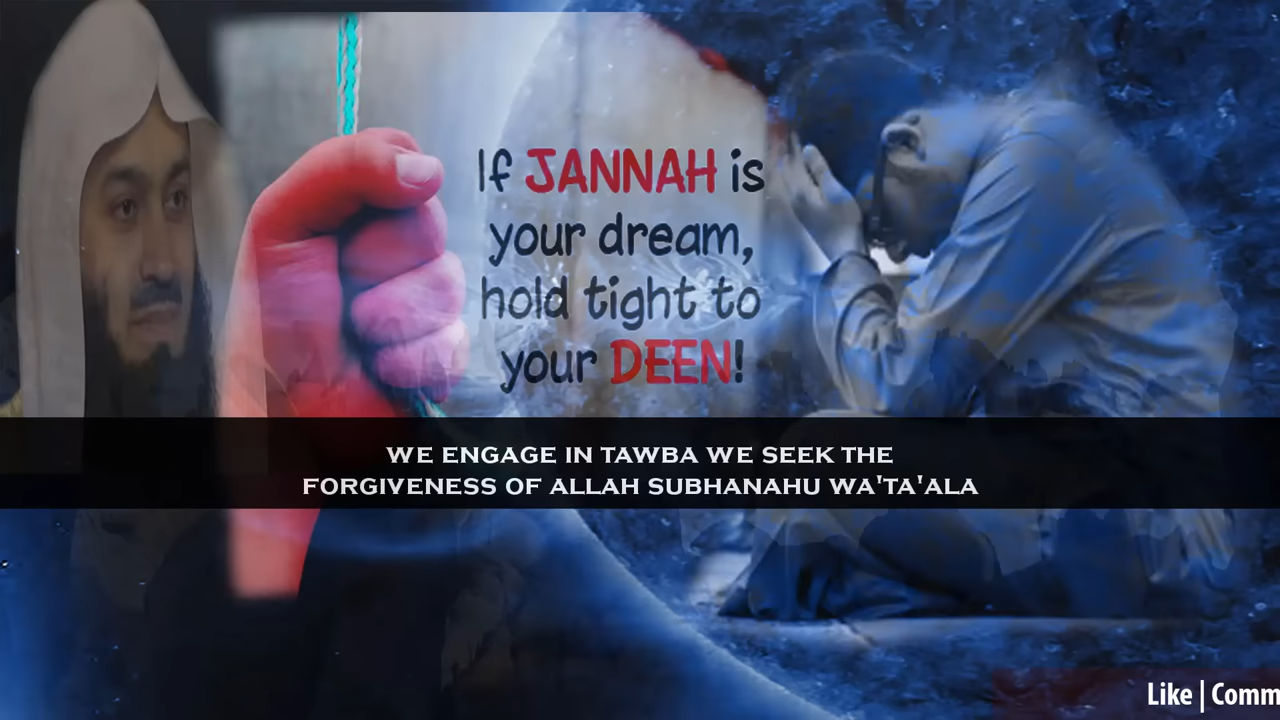 If JANNAH is
your dream,
hold tight to
your DEEN!
WE ENGAGE IN TAWBA WE SEEK THE
FORGIVENESS OF ALLAH SUBHANAHU WA'TA'ALA
Like | Comm